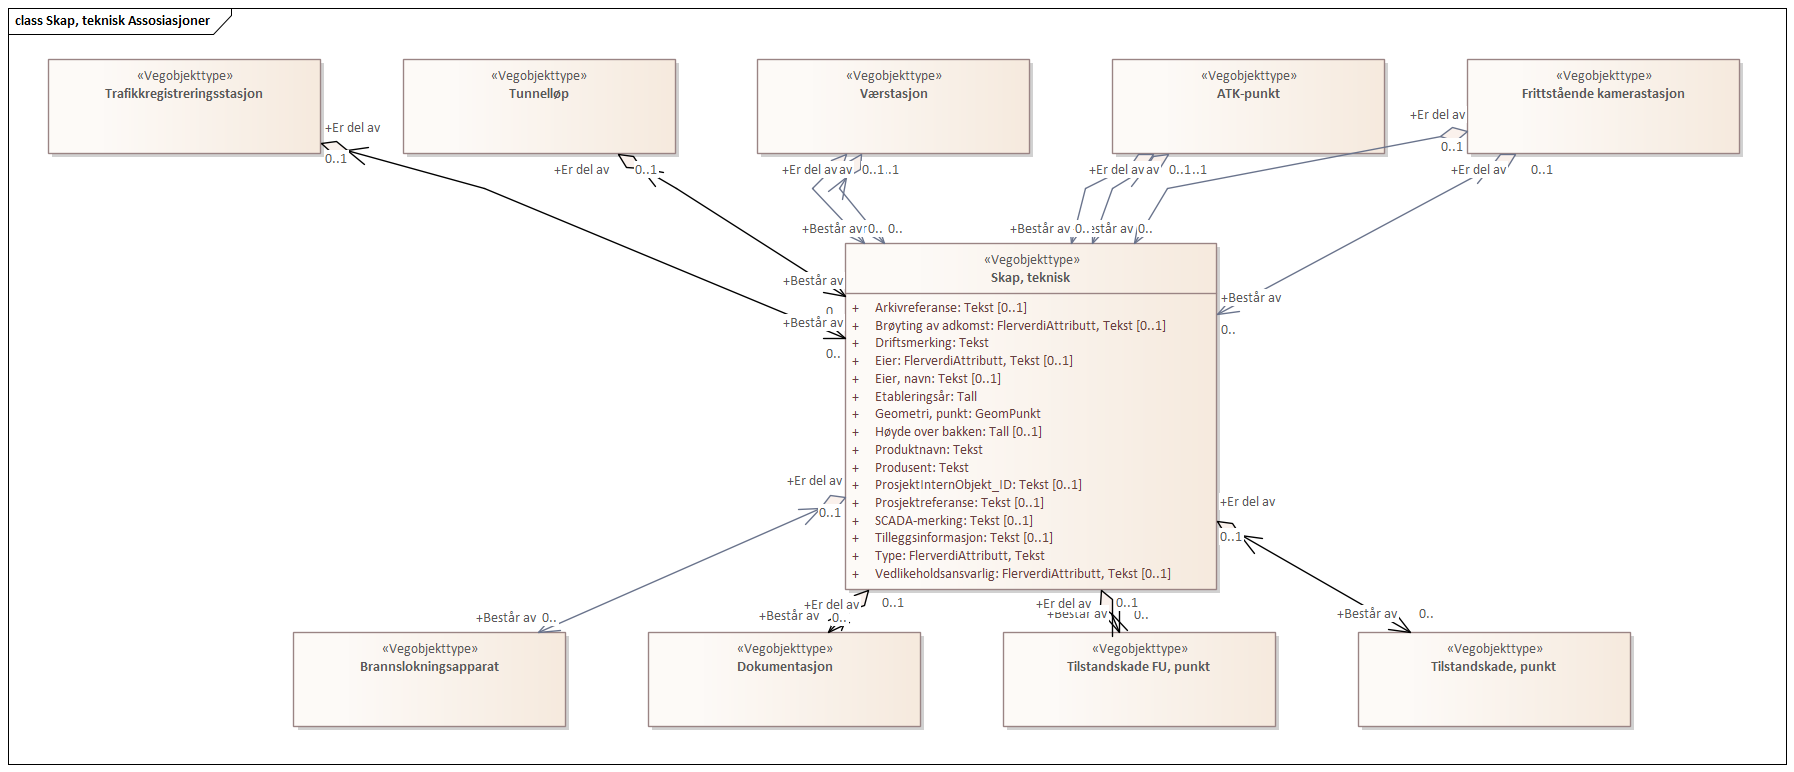 class Skap, teknisk Assosiasjoner
«Vegobjekttype»
Trafikkregistreringsstasjon
«Vegobjekttype»
Tunnelløp
«Vegobjekttype»
Værstasjon
«Vegobjekttype»
ATK-punkt
«Vegobjekttype»
Frittstående kamerastasjon
+Er del av
0..1
+Er del av
0..1
+Er del av
av
0..1
..1
+Er del av
av
0..1
..1
+Er del av
0..1
+Er del av
0..1
+Består av
0..
0..
+Består av
0..
står av
0..
+Består av
0
+Består av
0..
+Består av
0..
«Vegobjekttype»
Skap, teknisk
+ Arkivreferanse: Tekst [0..1]
+ Brøyting av adkomst: FlerverdiAttributt, Tekst [0..1]
+ Driftsmerking: Tekst
+ Eier: FlerverdiAttributt, Tekst [0..1]
+ Eier, navn: Tekst [0..1]
+ Etableringsår: Tall
+ Geometri, punkt: GeomPunkt
+ Høyde over bakken: Tall [0..1]
+ Produktnavn: Tekst
+ Produsent: Tekst
+ ProsjektInternObjekt_ID: Tekst [0..1]
+ Prosjektreferanse: Tekst [0..1]
+ SCADA-merking: Tekst [0..1]
+ Tilleggsinformasjon: Tekst [0..1]
+ Type: FlerverdiAttributt, Tekst
+ Vedlikeholdsansvarlig: FlerverdiAttributt, Tekst [0..1]
+Er del av
0..1
+Er del av
0..1
+Er del av
0..1
+Er del av
0..1
+Består av
0..
+Består av
0..
+Består av
0..
+Består av
0..
«Vegobjekttype»
Brannslokningsapparat
«Vegobjekttype»
Dokumentasjon
«Vegobjekttype»
Tilstandskade FU, punkt
«Vegobjekttype»
Tilstandskade, punkt